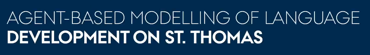 AGENT-BASED MODELLING OF LANGUAGE
DEVELOPMENT ON ST. THOMAS